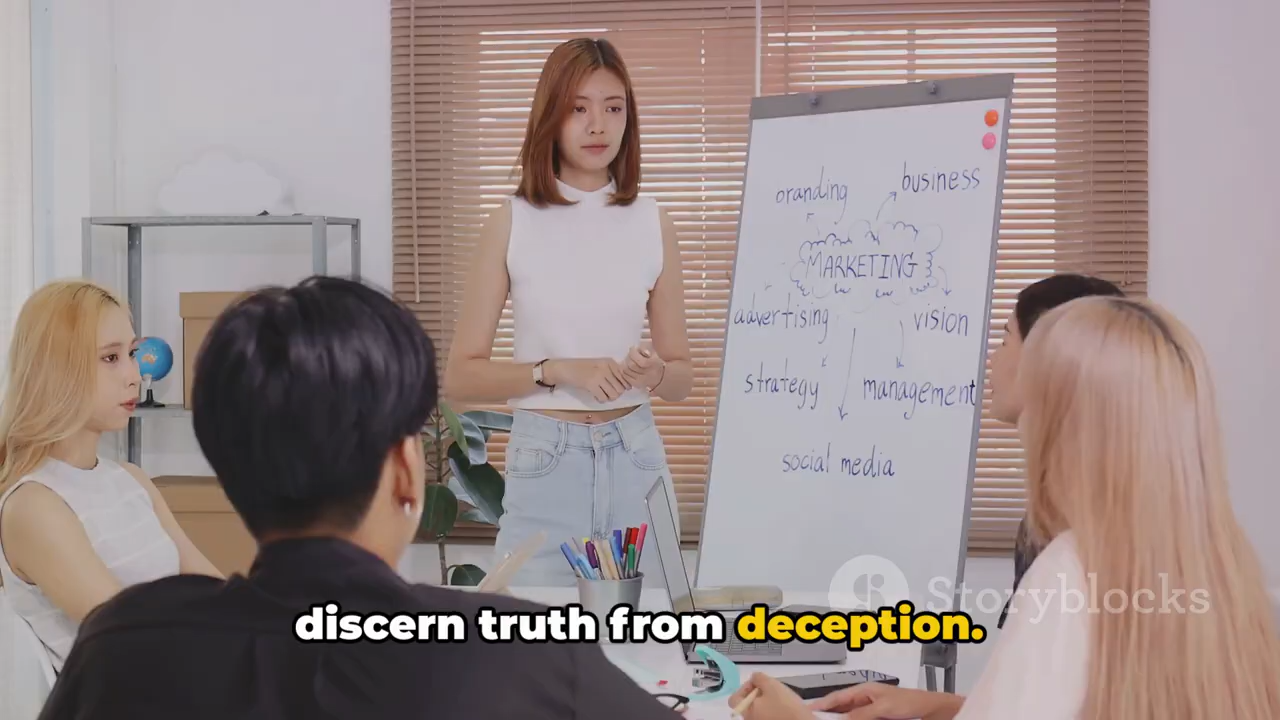 branding
business
MARKETING
advertising
vision
strategy
management
social media
Storyblocks
discern truth from deception.